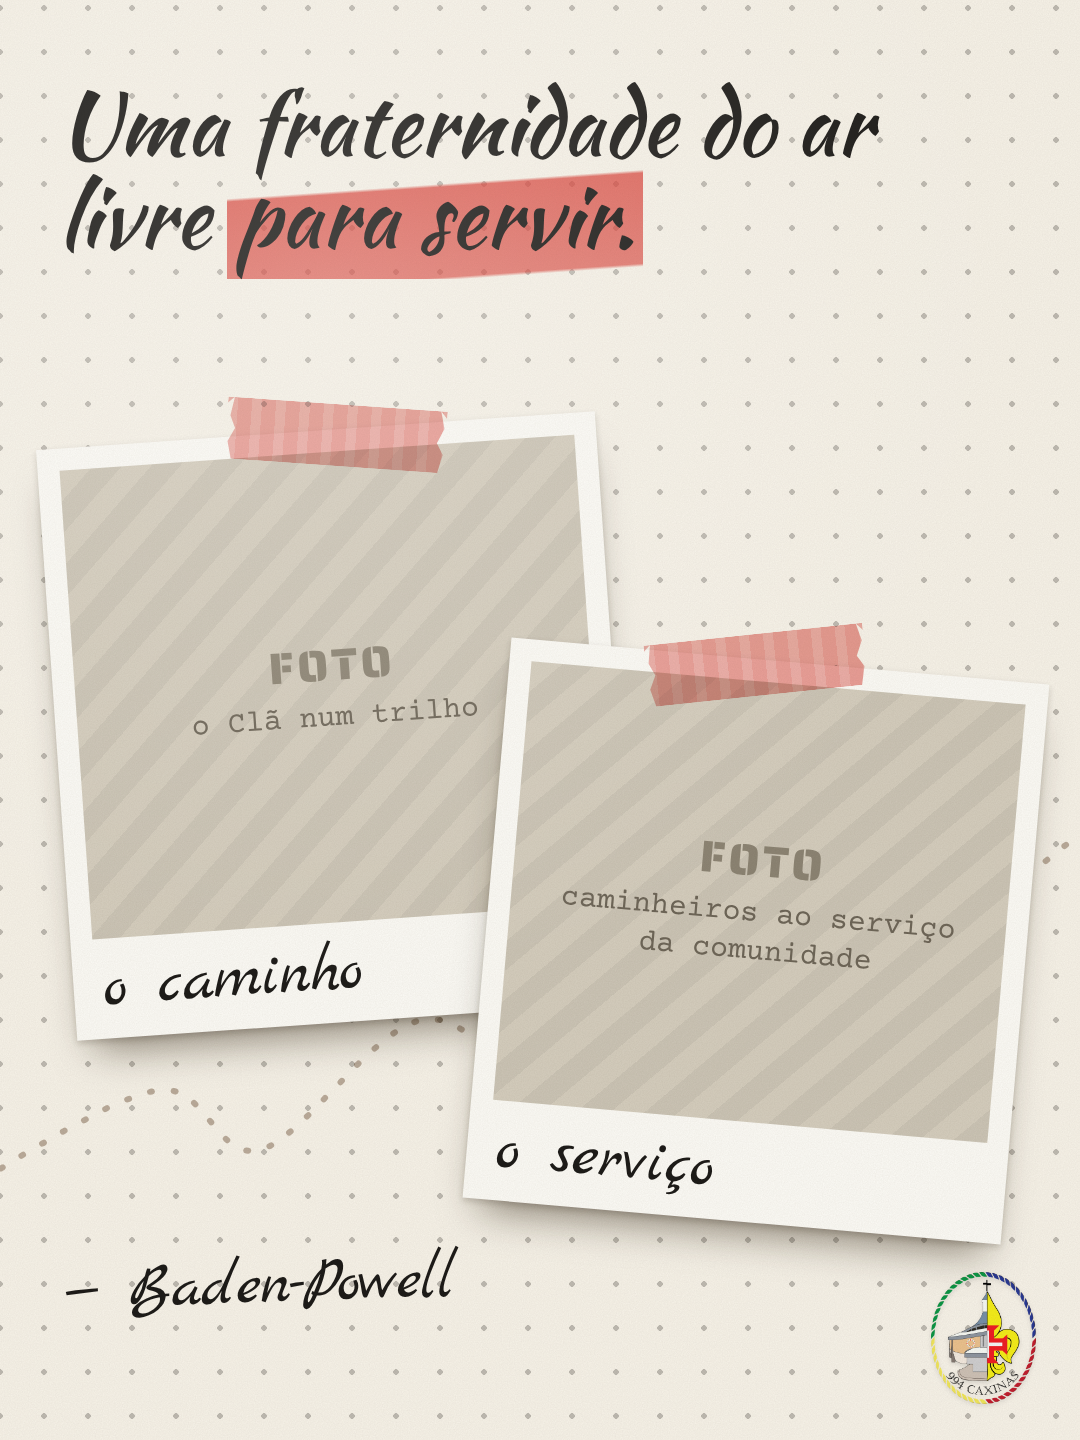 Uma fraternidade do ar
livre para servir.
FOTO
o Clã num trilho
o caminho
FOTO
caminheiros ao serviço
da comunidade
o serviço
— Baden-Powell
994 CAXINAS